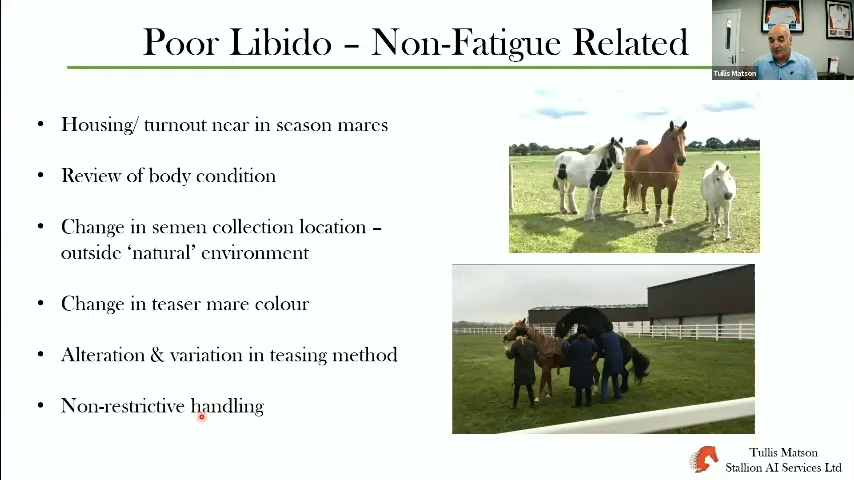 Poor Libido – Non-Fatigue Related
Tullis Matson
• Housing/ turnout near in season mares
• Review of body condition
• Change in semen collection location –
outside ‘natural’ environment
• Change in teaser mare colour
• Alteration & variation in teasing method
• Non-restrictive handling
Tullis Matson
Stallion AI Services Ltd